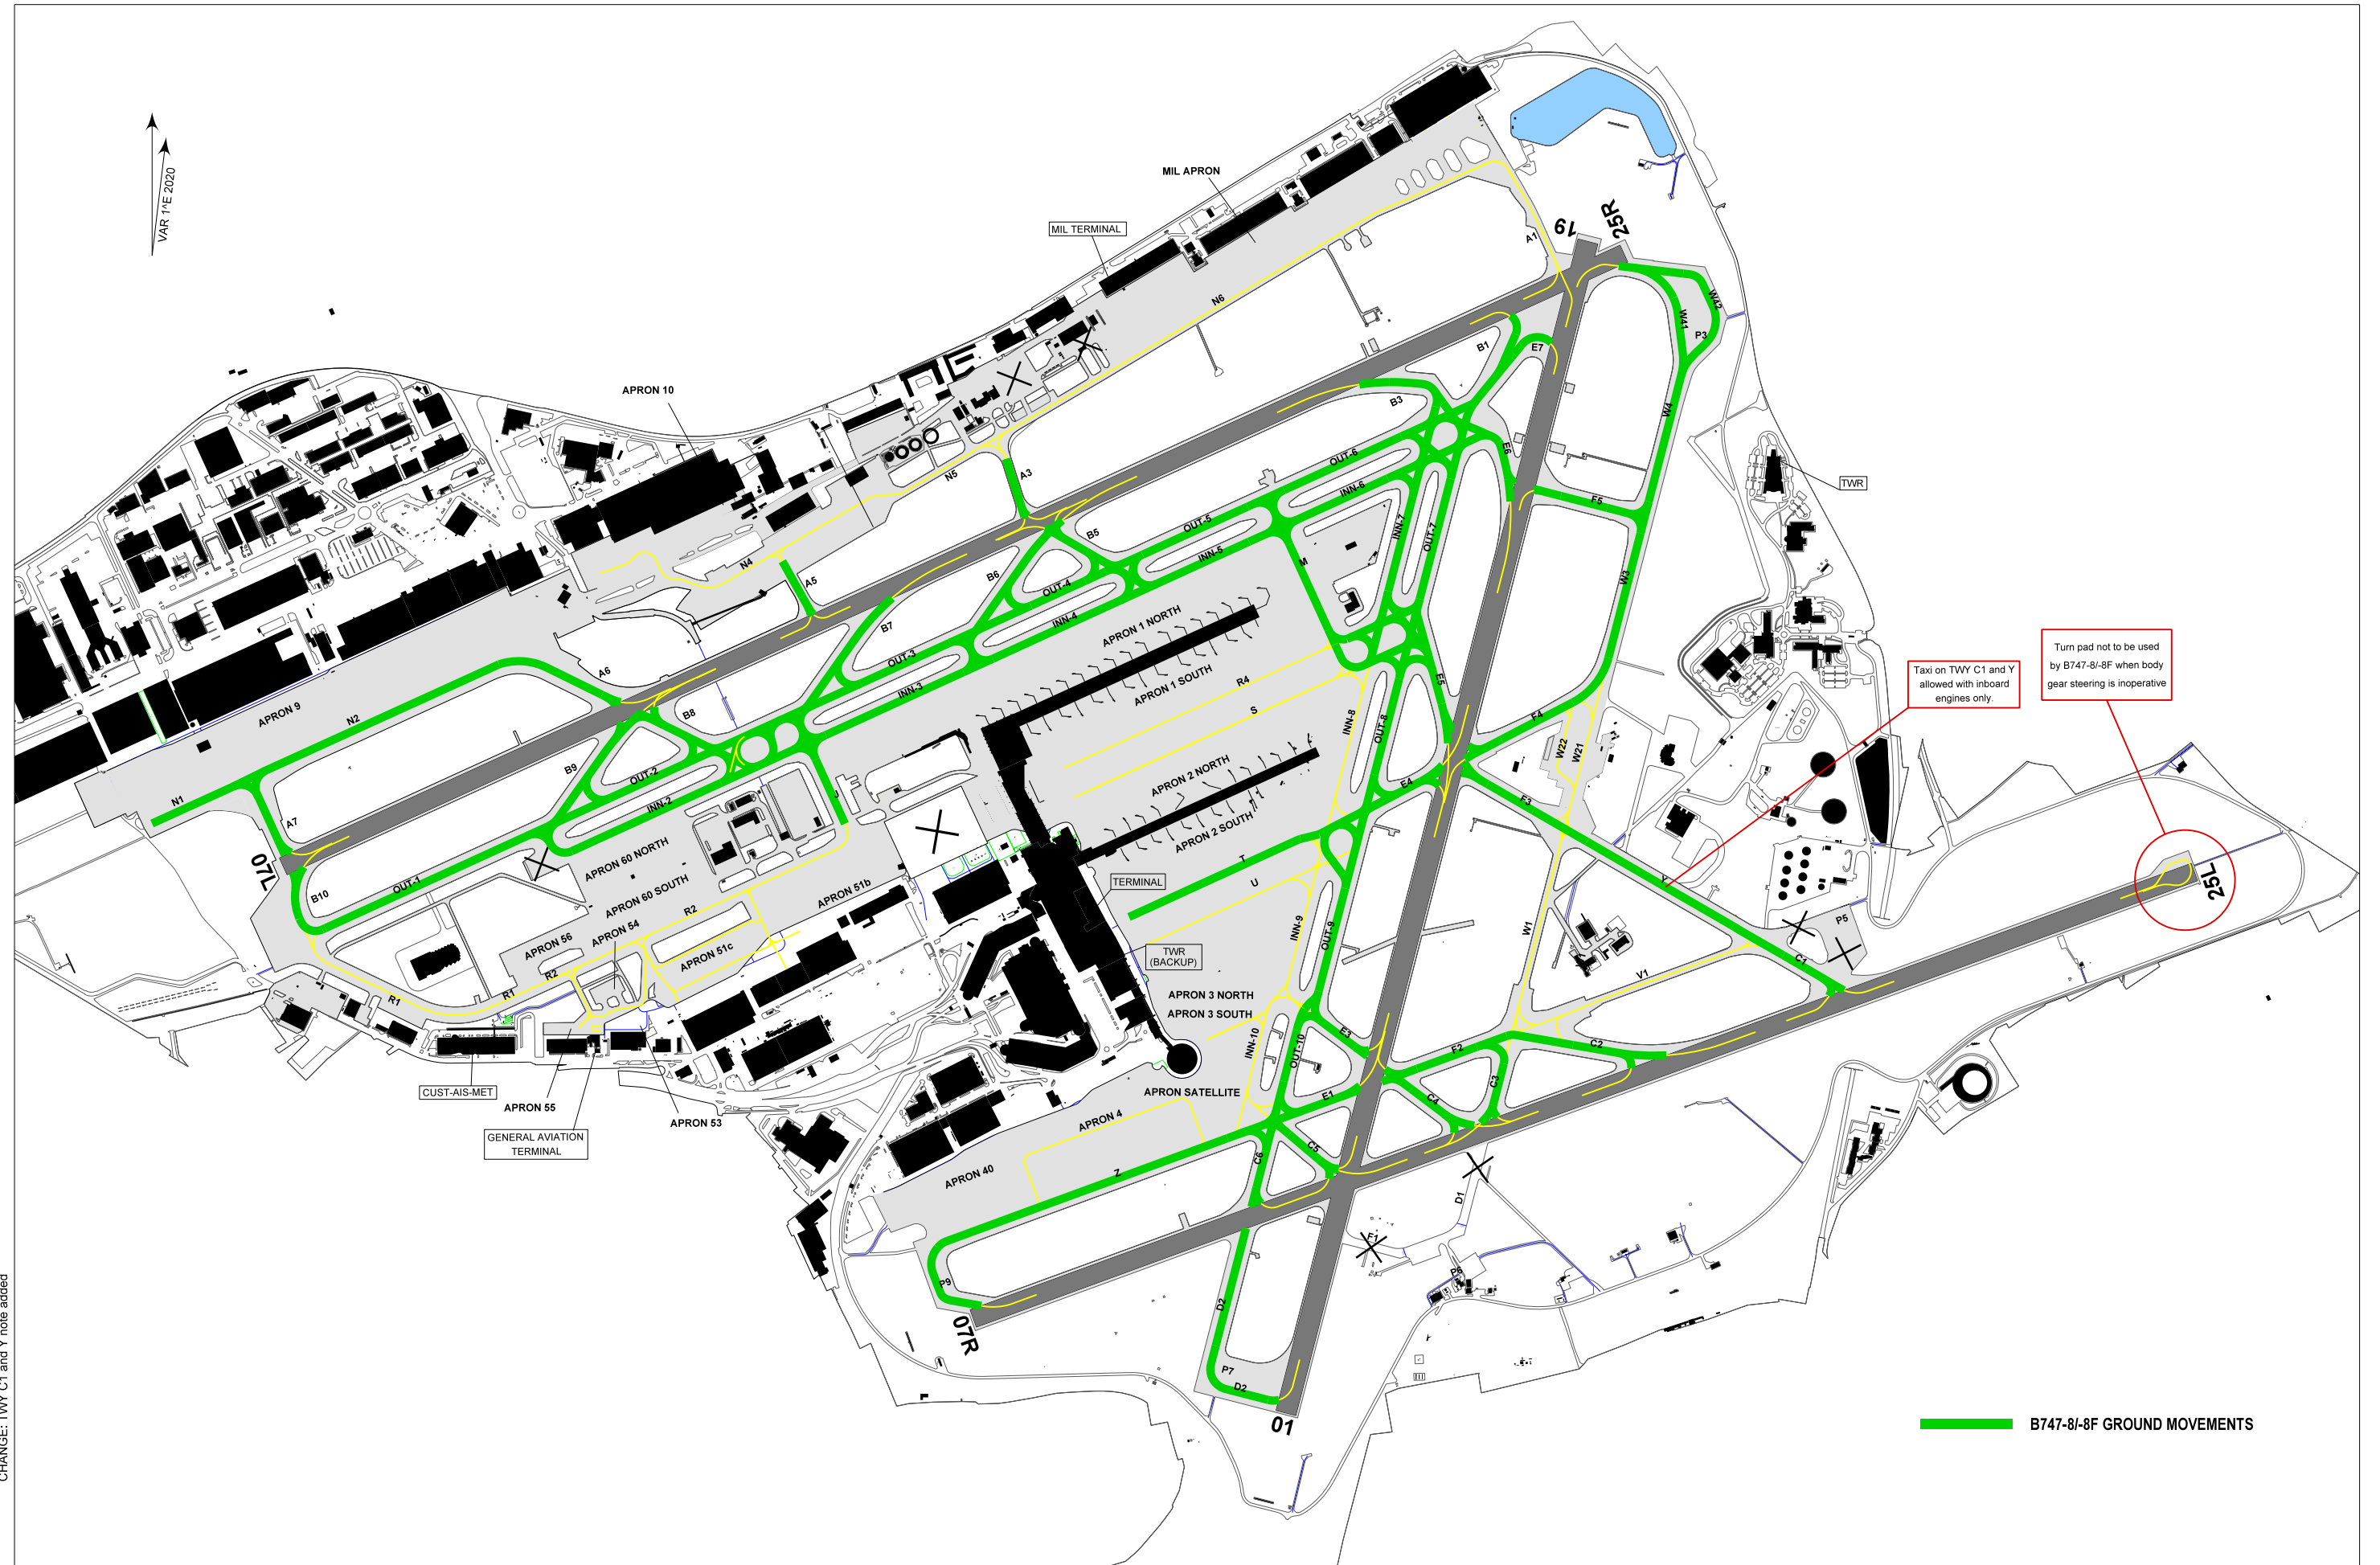 VAR 1^E 2020
MIL APRON
MIL TERMINAL
19
25R
A1
N6
W42
W41
P3
B1
E7
APRON 10
B3
W4
A3
N5
OUT-6
INN-6
E6
TWR
F5
OUT-5
B5
INN-5
INN-7
OUT-7
N4
A5
B6
OUT-4
M
W3
INN-4
APRON 1 NORTH
B7
OUT-3
Turn pad not to be used
by B747-8/-8F when body
gear steering is inoperative
Taxi on TWY C1 and Y
allowed with inboard
engines only.
A6
INN-3
APRON 1 SOUTH
R4
E5
N2
APRON 9
B8
S
INN-8
OUT-8
F4
W22
W21
B9
OUT-2
INN-2
APRON 2 NORTH
E4
N1
J
F3
A7
APRON 2 SOUTH
07L
APRON 60 NORTH
T
Y
B10
OUT-1
APRON 60 SOUTH
APRON 51b
TERMINAL
U
25L
R2
APRON 54
P5
APRON 56
INN-9
OUT-9
W1
APRON 51c
TWR
(BACKUP)
R2
C1
V1
R1
R1
APRON 3 NORTH
APRON 3 SOUTH
E3
INN-10
OUT-10
F2
C2
C3
CUST-AIS-MET
APRON 55
APRON 53
APRON SATELLITE
E1
C4
APRON 4
GENERAL AVIATION
TERMINAL
C5
C6
Z
APRON 40
D1
F1
P6
P9
D2
07R
P7
D2
01
B747-8/-8F GROUND MOVEMENTS
CHANGE: TWY C1 and Y note added